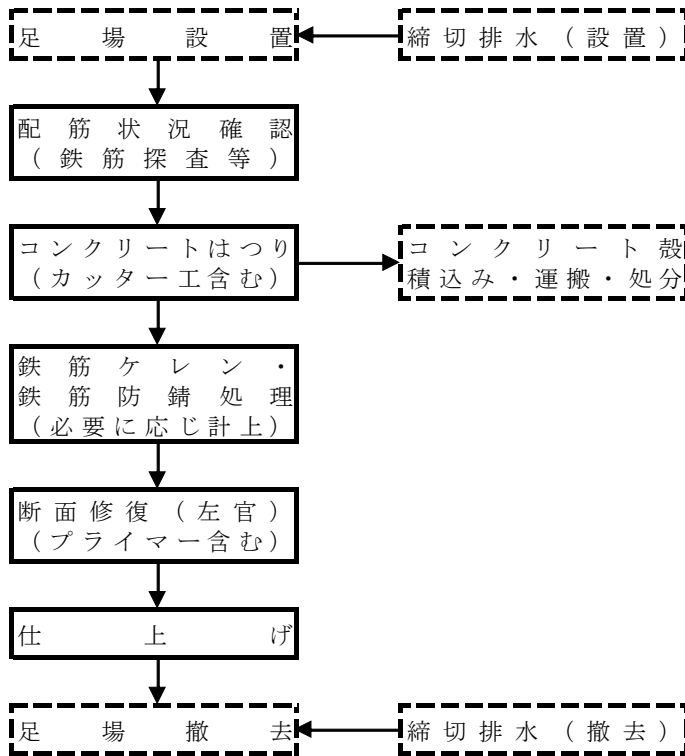 足場設置
締切排水（設置）
配筋状況確認
（鉄筋探査等）
コンクリートはつり
（カッター工含む）
コンクリート殻
積込み・運搬・処分
鉄筋ケレン・
鉄筋防錆処理
（必要に応じ計上）
断面修復（左官）
（プライマー含む）
仕上げ
足場撤去
締切排水（撤去）